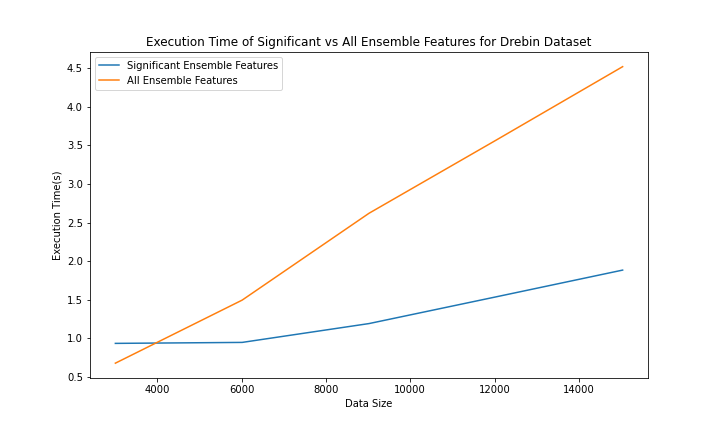 Execution Time of Significant vs All Ensemble Features for Drebin Dataset
Significant Ensemble Features
All Ensemble Features
Execution Time(s)
4.5
4.0
3.5
3.0
2.5
2.0
1.5
1.0
0.5
4000 6000 8000 10000 12000 14000
Data Size